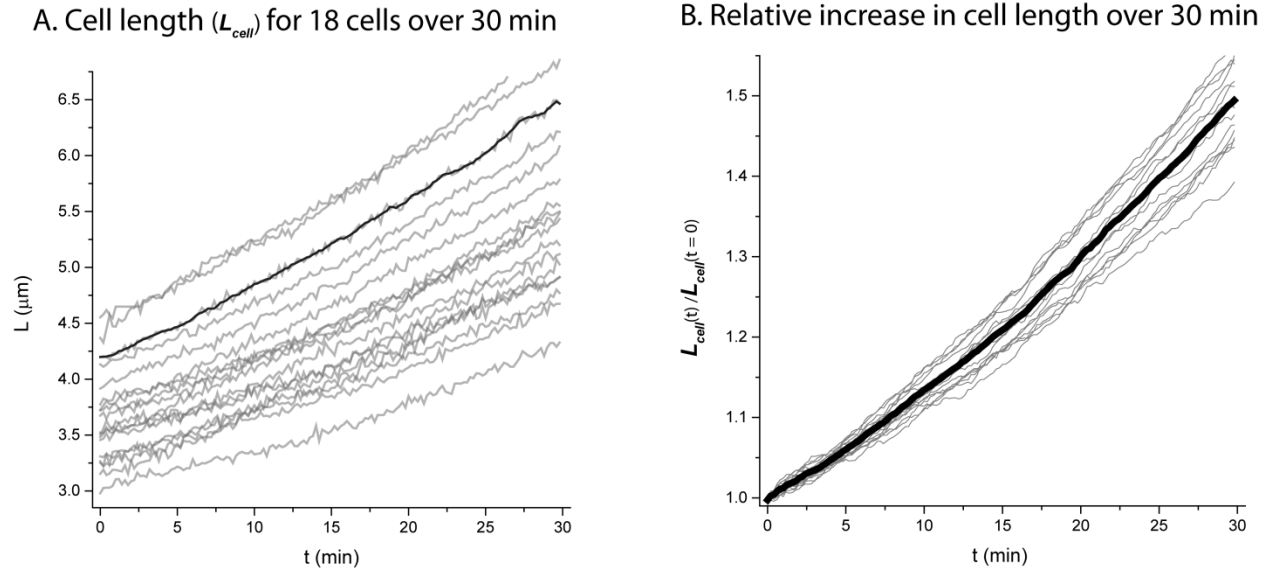 A. Cell length (L_cell) for 18 cells over 30 min
6.5
6.0
5.5
5.0
4.5
4.0
3.5
3.0
L (μm)
0 5 10 15 20 25 30
t (min)
B. Relative increase in cell length over 30 min
1.5
1.4
1.3
1.2
1.1
1.0
L_cell(t) / L_cell(t = 0)
0 5 10 15 20 25 30
t (min)